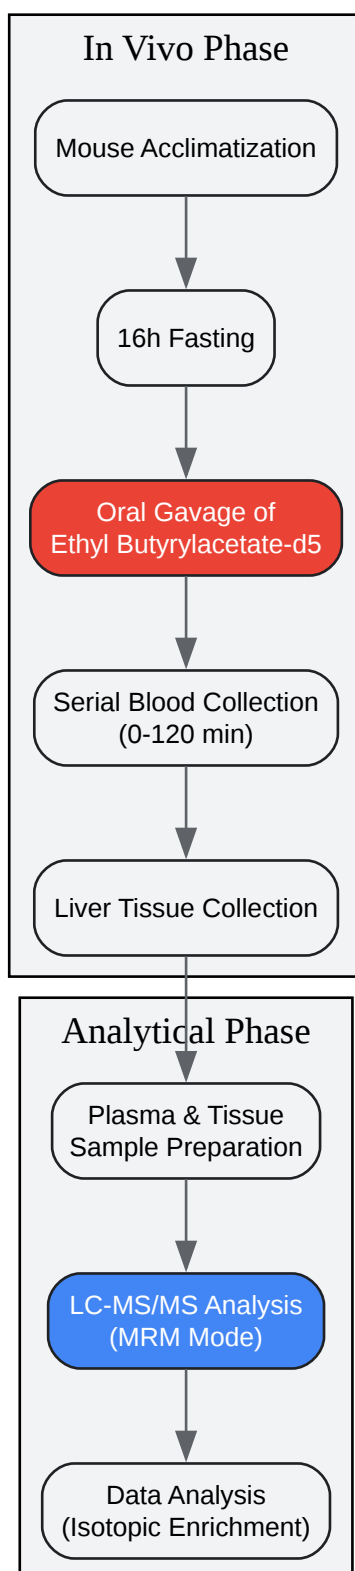 In Vivo Phase
Mouse Acclimatization
16h Fasting
Oral Gavage of
Ethyl Butyrylacetate-d5
Serial Blood Collection
(0-120 min)
Liver Tissue Collection
Analytical Phase
Plasma & Tissue
Sample Preparation
LC-MS/MS Analysis
(MRM Mode)
Data Analysis
(Isotopic Enrichment)